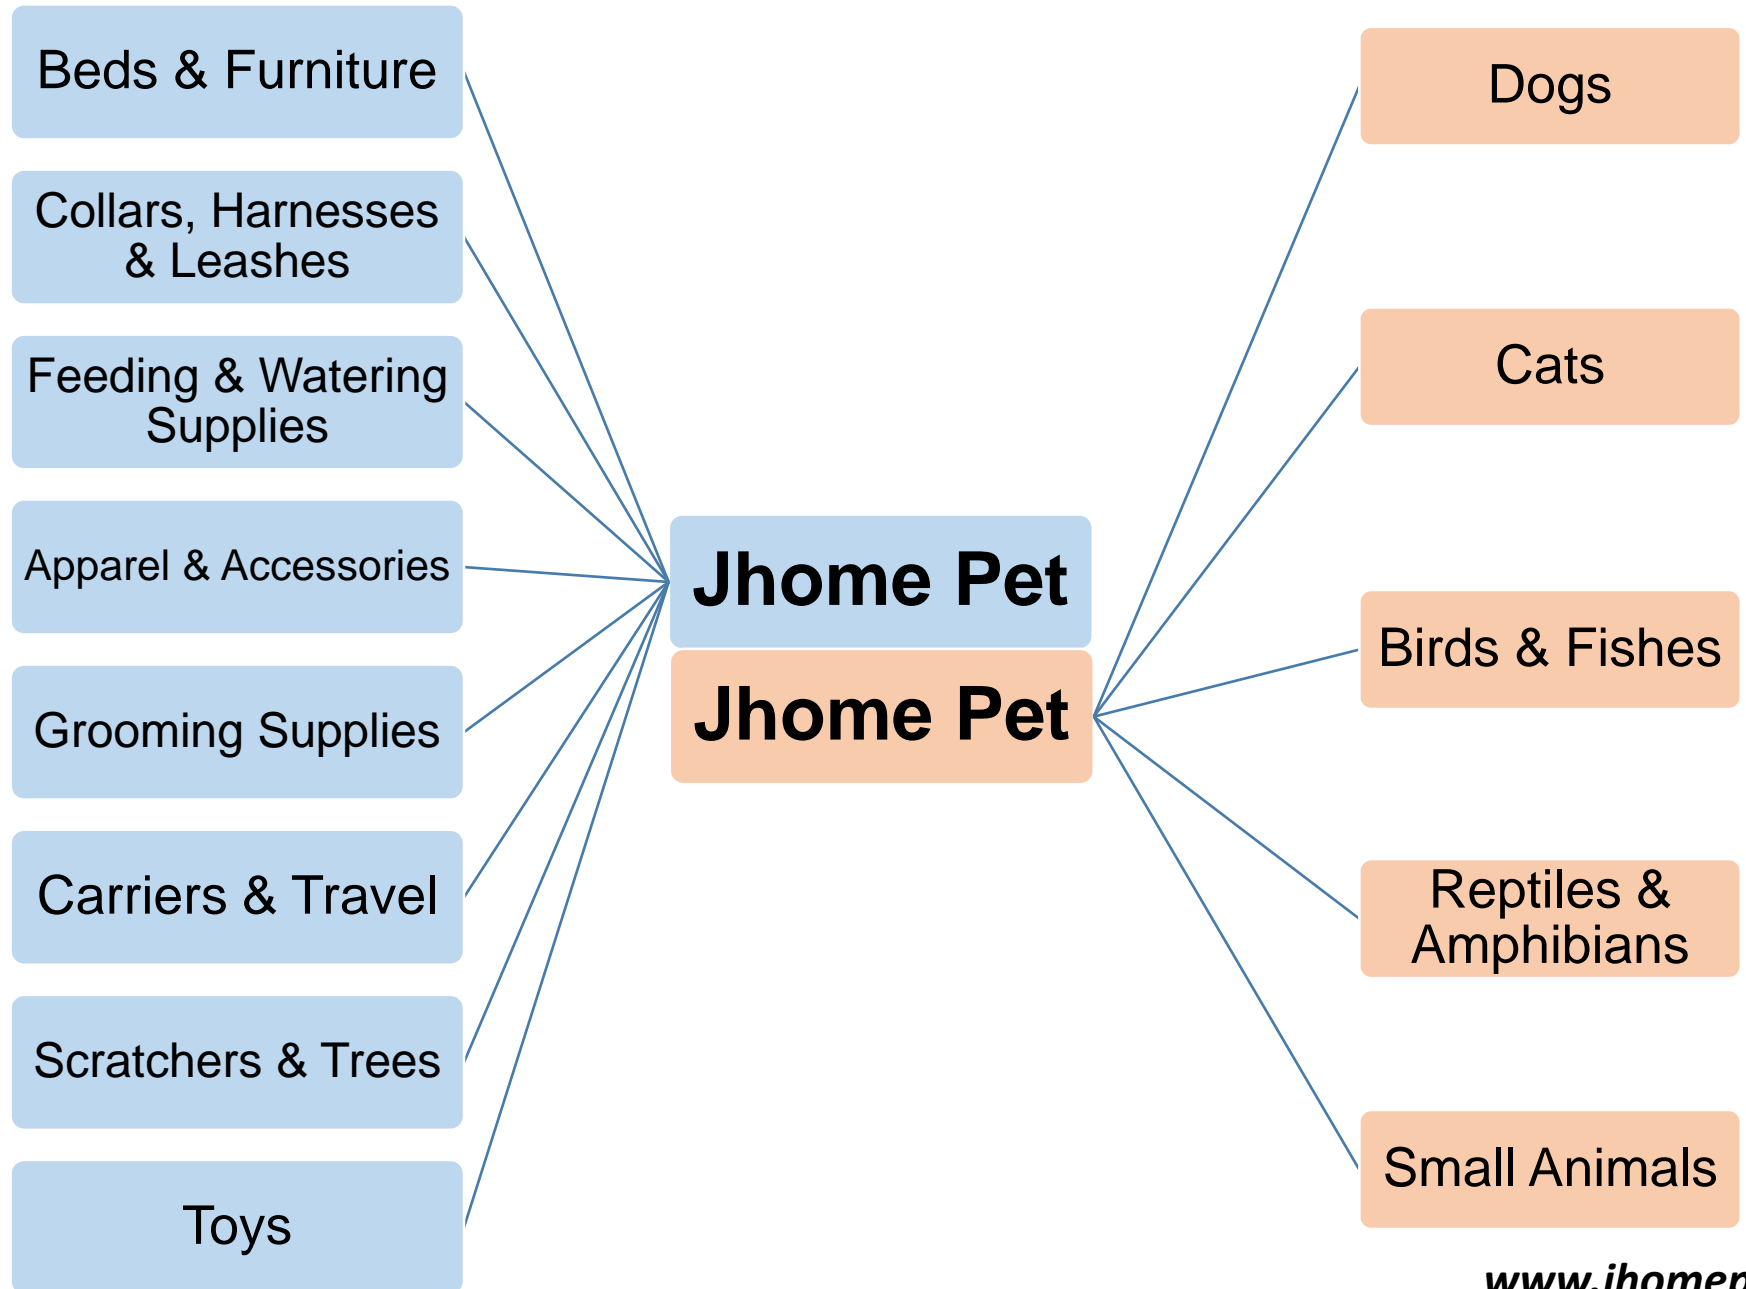 Beds & Furniture
Collars, Harnesses
& Leashes
Feeding & Watering
Supplies
Apparel & Accessories
Grooming Supplies
Carriers & Travel
Scratchers & Trees
Toys
Jhome Pet
Jhome Pet
Dogs
Cats
Birds & Fishes
Reptiles &
Amphibians
Small Animals